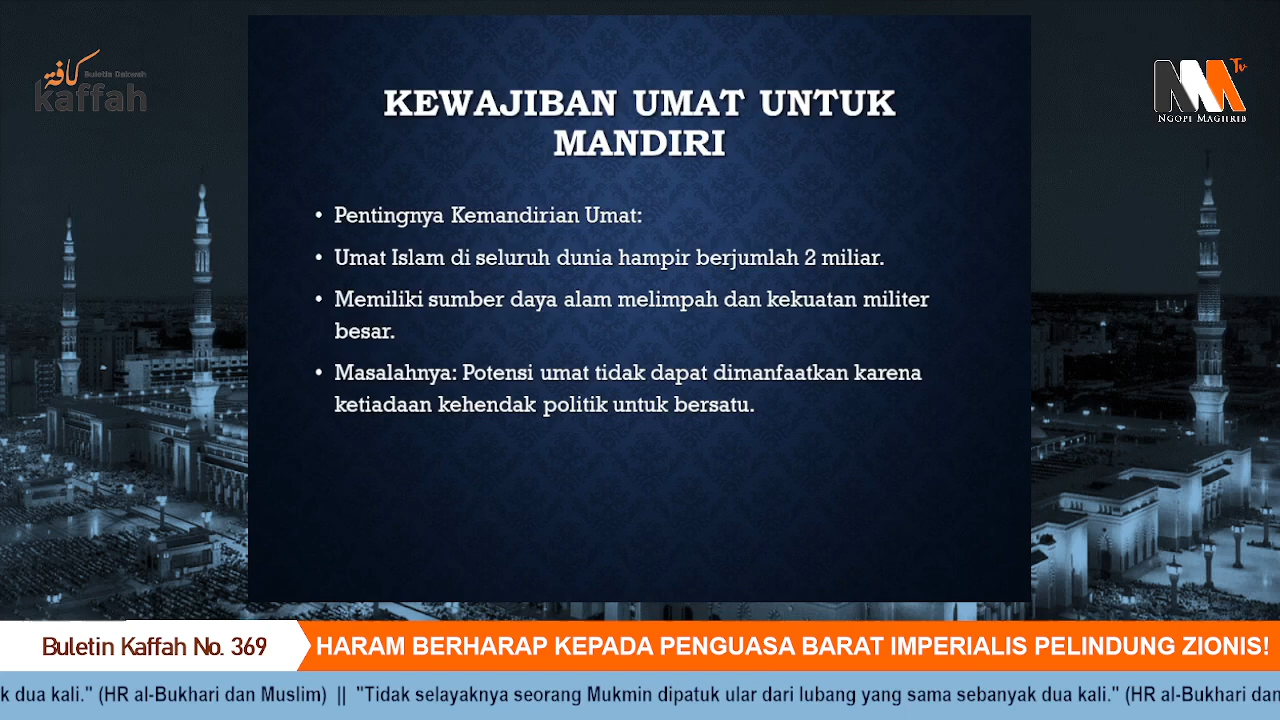 كافة
Buletin Dakwah
kaffah
TV
NGOPI MAGHRIB
KEWAJIBAN UMAT UNTUK
MANDIRI
• Pentingnya Kemandirian Umat:
• Umat Islam di seluruh dunia hampir berjumlah 2 miliar.
• Memiliki sumber daya alam melimpah dan kekuatan militer
besar.
• Masalahnya: Potensi umat tidak dapat dimanfaatkan karena
ketiadaan kehendak politik untuk bersatu.
Buletin Kaffah No. 369
HARAM BERHARAP KEPADA PENGUASA BARAT IMPERIALIS PELINDUNG ZIONIS!
k dua kali." (HR al-Bukhari dan Muslim) || "Tidak selayaknya seorang Mukmin dipatuk ular dari lubang yang sama sebanyak dua kali." (HR al-Bukhari dan